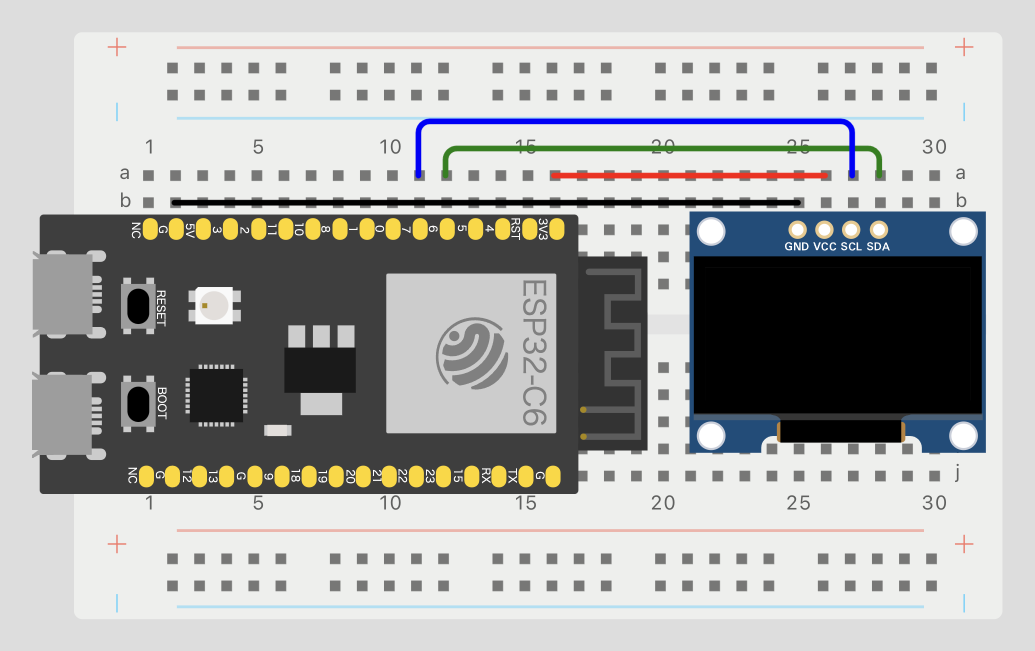 1 5 10 15 20 25 30
a a
b b
NC G 5V 3 2 11 10 8 1 0 7 6 5 4 RST 3V3
GND VCC SCL SDA
RESET
ESP32-C6
BOOT
NC G 12 13 G 9 18 19 20 21 22 23 15 RX TX G
j
1 5 10 15 20 25 30